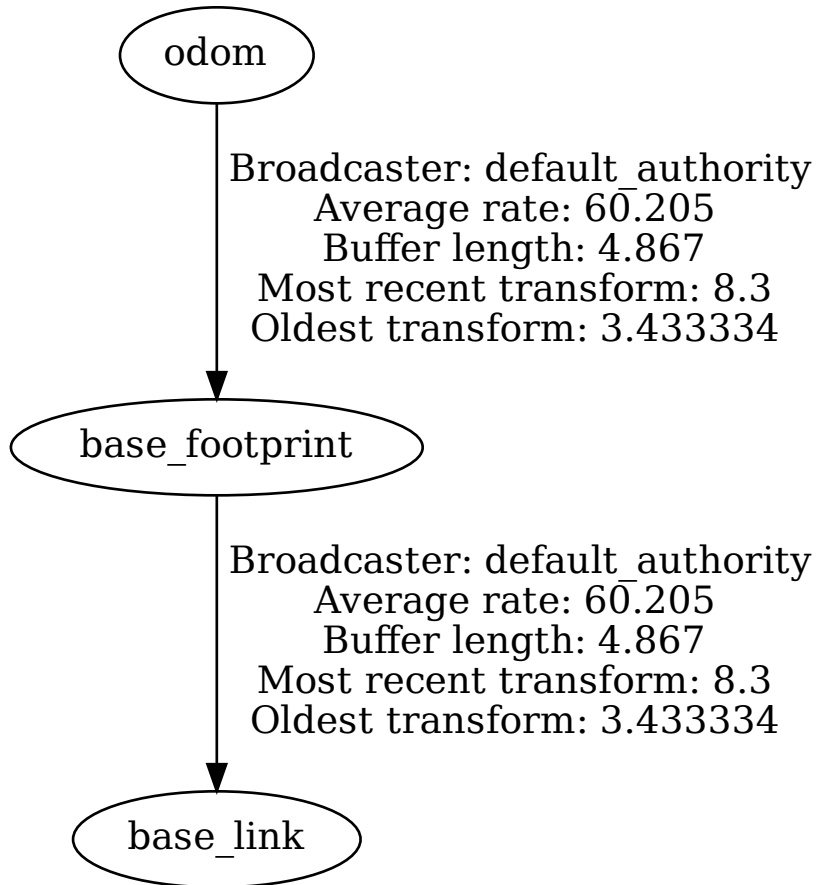 odom
Broadcaster: default_authority
Average rate: 60.205
Buffer length: 4.867
Most recent transform: 8.3
Oldest transform: 3.433334
base_footprint
Broadcaster: default_authority
Average rate: 60.205
Buffer length: 4.867
Most recent transform: 8.3
Oldest transform: 3.433334
base_link